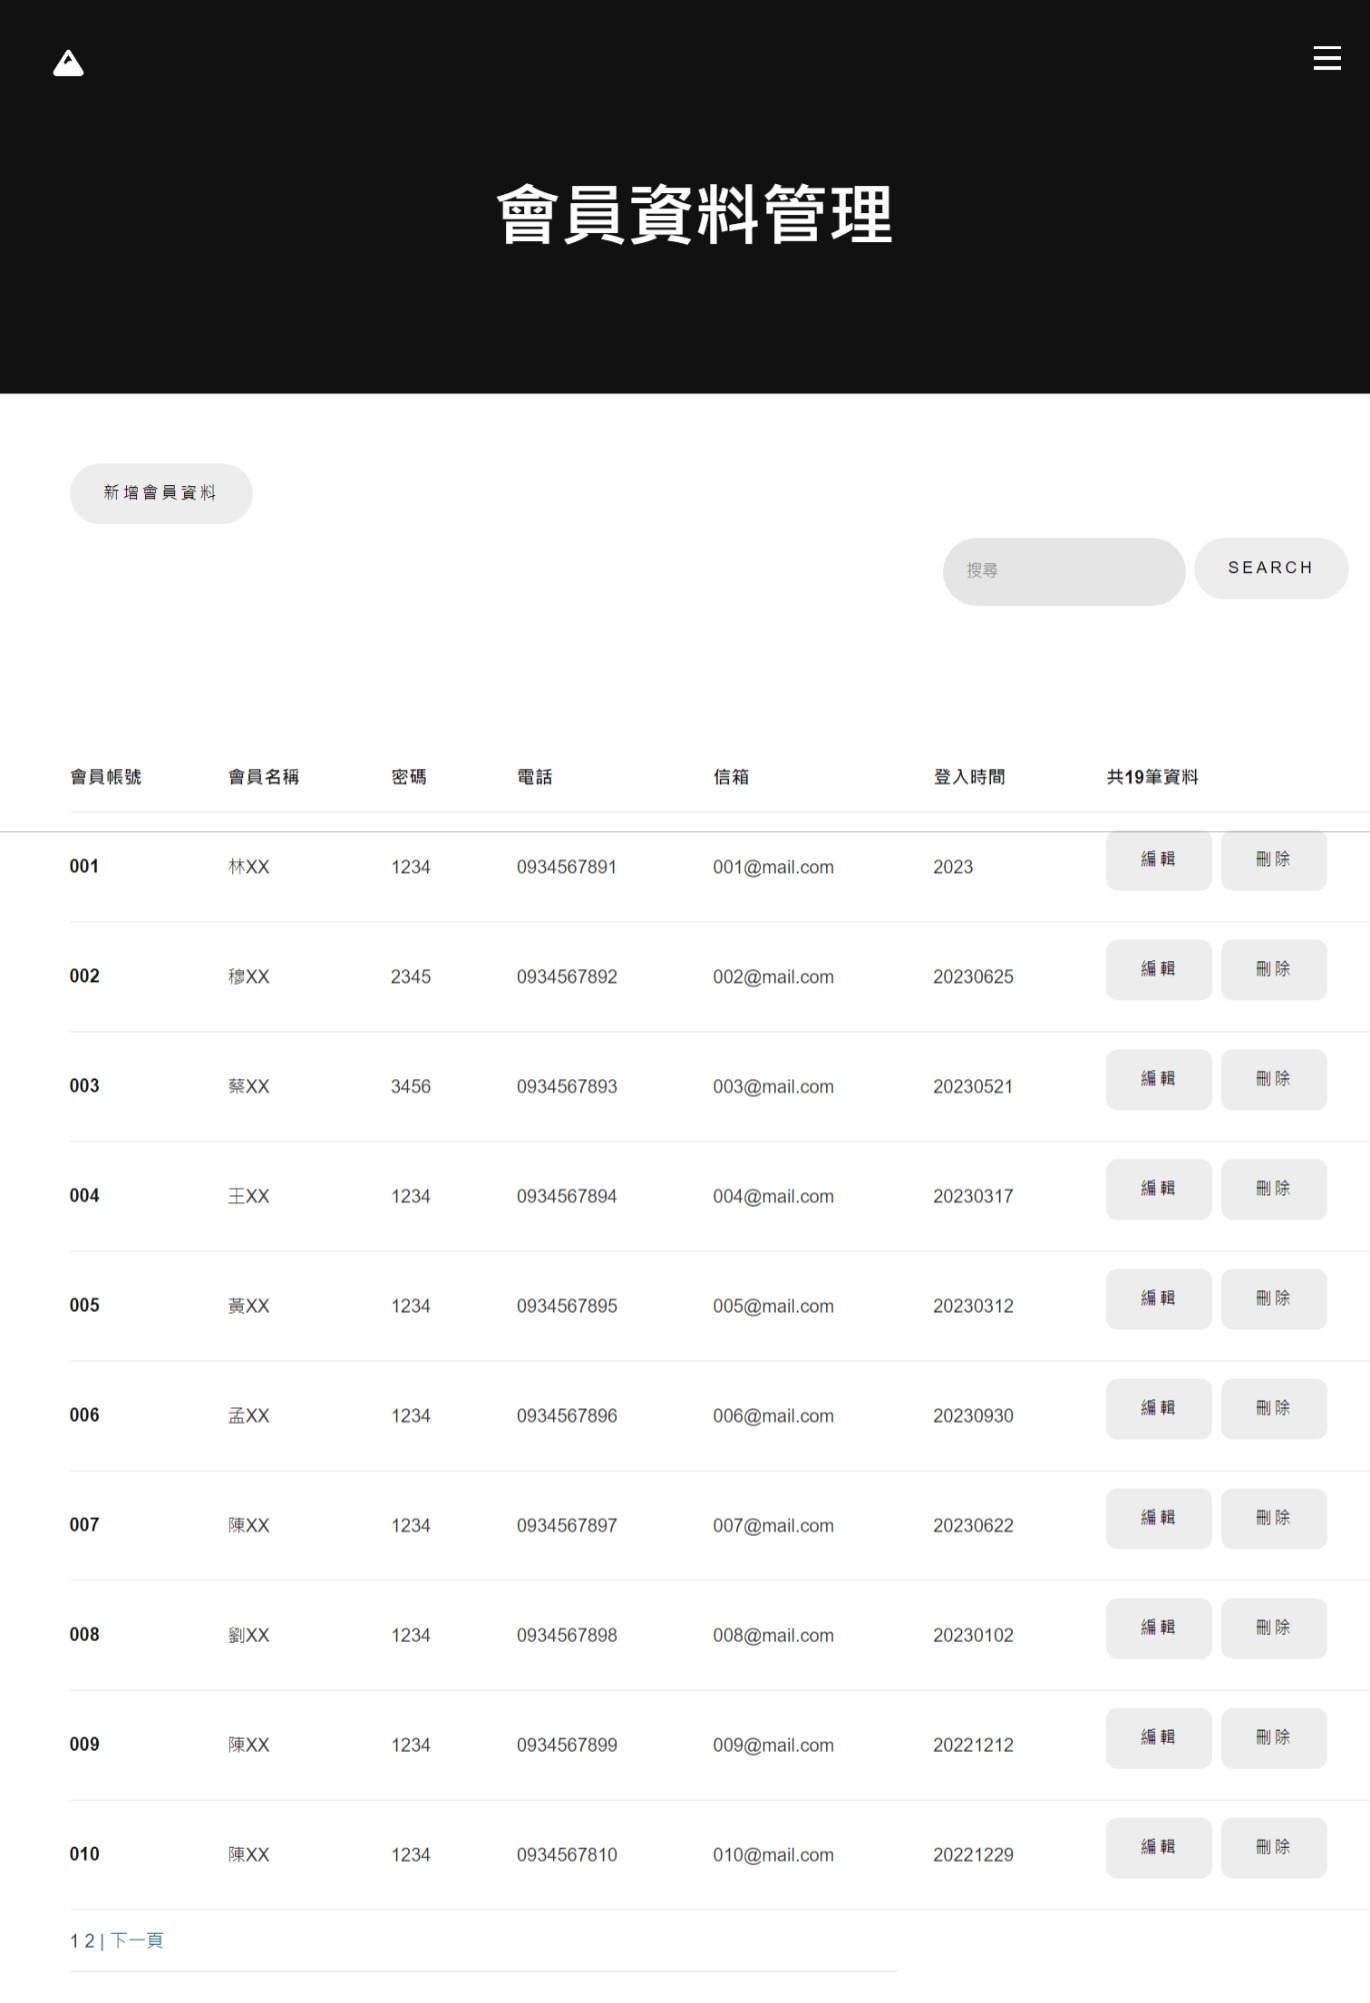 會員資料管理
新增會員資料
搜尋 SEARCH
會員帳號 會員名稱 密碼 電話 信箱 登入時間 共19筆資料
001 林XX 1234 0934567891 001@mail.com 2023 編輯 刪除
002 穆XX 2345 0934567892 002@mail.com 20230625 編輯 刪除
003 蔡XX 3456 0934567893 003@mail.com 20230521 編輯 刪除
004 王XX 1234 0934567894 004@mail.com 20230317 編輯 刪除
005 黃XX 1234 0934567895 005@mail.com 20230312 編輯 刪除
006 孟XX 1234 0934567896 006@mail.com 20230930 編輯 刪除
007 陳XX 1234 0934567897 007@mail.com 20230622 編輯 刪除
008 劉XX 1234 0934567898 008@mail.com 20230102 編輯 刪除
009 陳XX 1234 0934567899 009@mail.com 20221212 編輯 刪除
010 陳XX 1234 0934567810 010@mail.com 20221229 編輯 刪除
1 2 | 下一頁